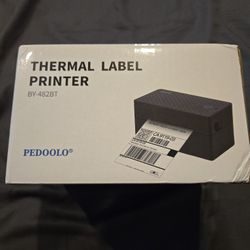 THERMAL LABEL
PRINTER
BY-482BT
PEDOOLO®